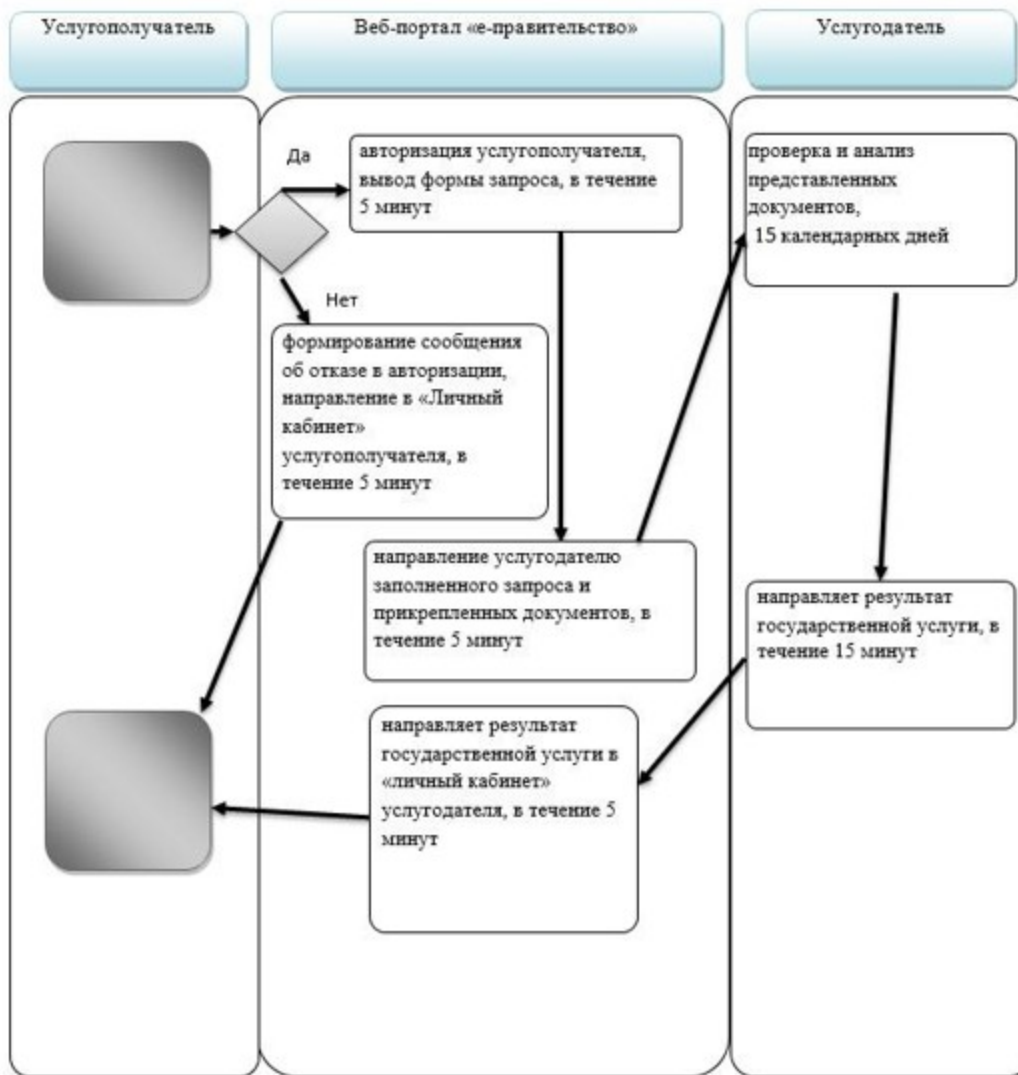 Услугополучатель
Веб-портал «е-правительство»
Услугодатель
Да
авторизация услугополучателя,
вывод формы запроса, в течение
5 минут
проверка и анализ
представленных
документов,
15 календарных дней
Нет
формирование сообщения
об отказе в авторизации,
направление в «Личный
кабинет»
услугополучателя, в
течение 5 минут
направление услугодателю
заполненного запроса и
прикрепленных документов, в
течение 5 минут
направляет результат
государственной услуги, в
течение 15 минут
направляет результат
государственной услуги в
«личный кабинет»
услугодателя, в течение 5
минут